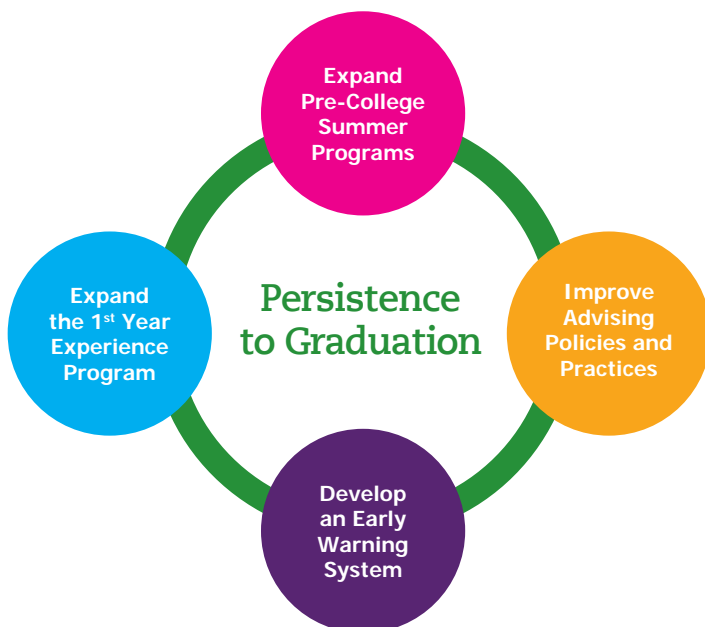 Expand
Pre-College
Summer
Programs
Expand
the 1st Year
Experience
Program
Persistence
to Graduation
Improve
Advising
Policies and
Practices
Develop
an Early
Warning
System